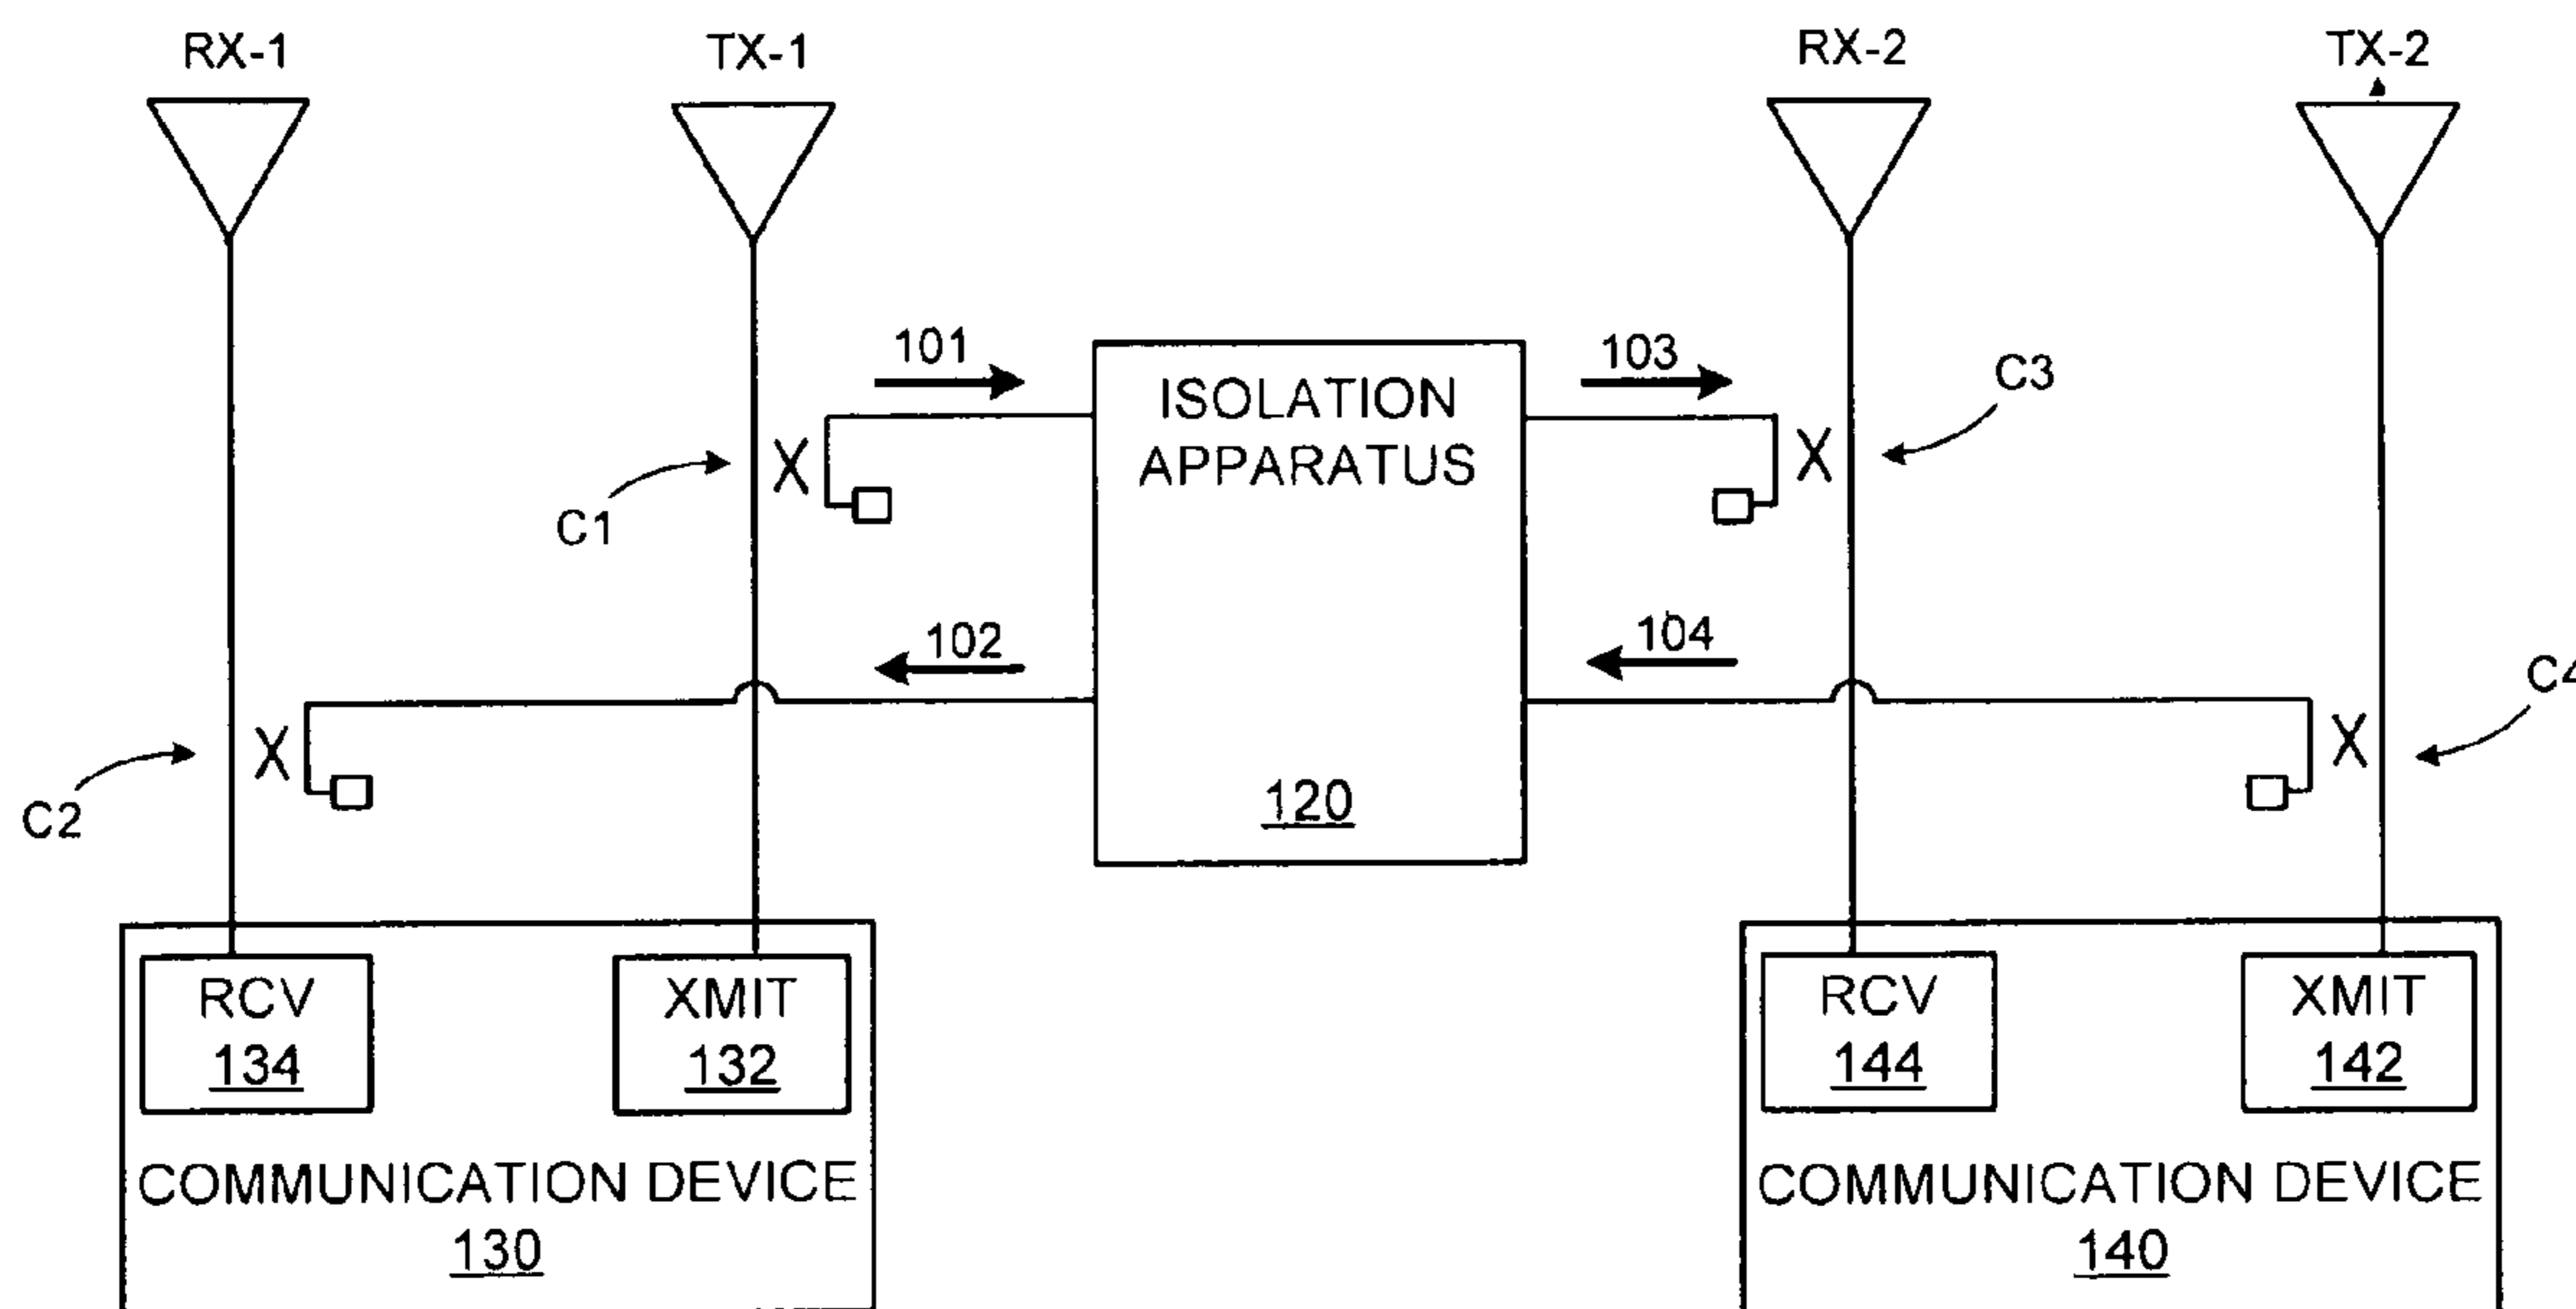 RX-1
TX-1
RX-2
TX-2
101
103
ISOLATION
APPARATUS
C3
X
X
C1
102
104
C4
X
X
C2
120
RCV
134
XMIT
132
RCV
144
XMIT
142
COMMUNICATION DEVICE
130
COMMUNICATION DEVICE
140